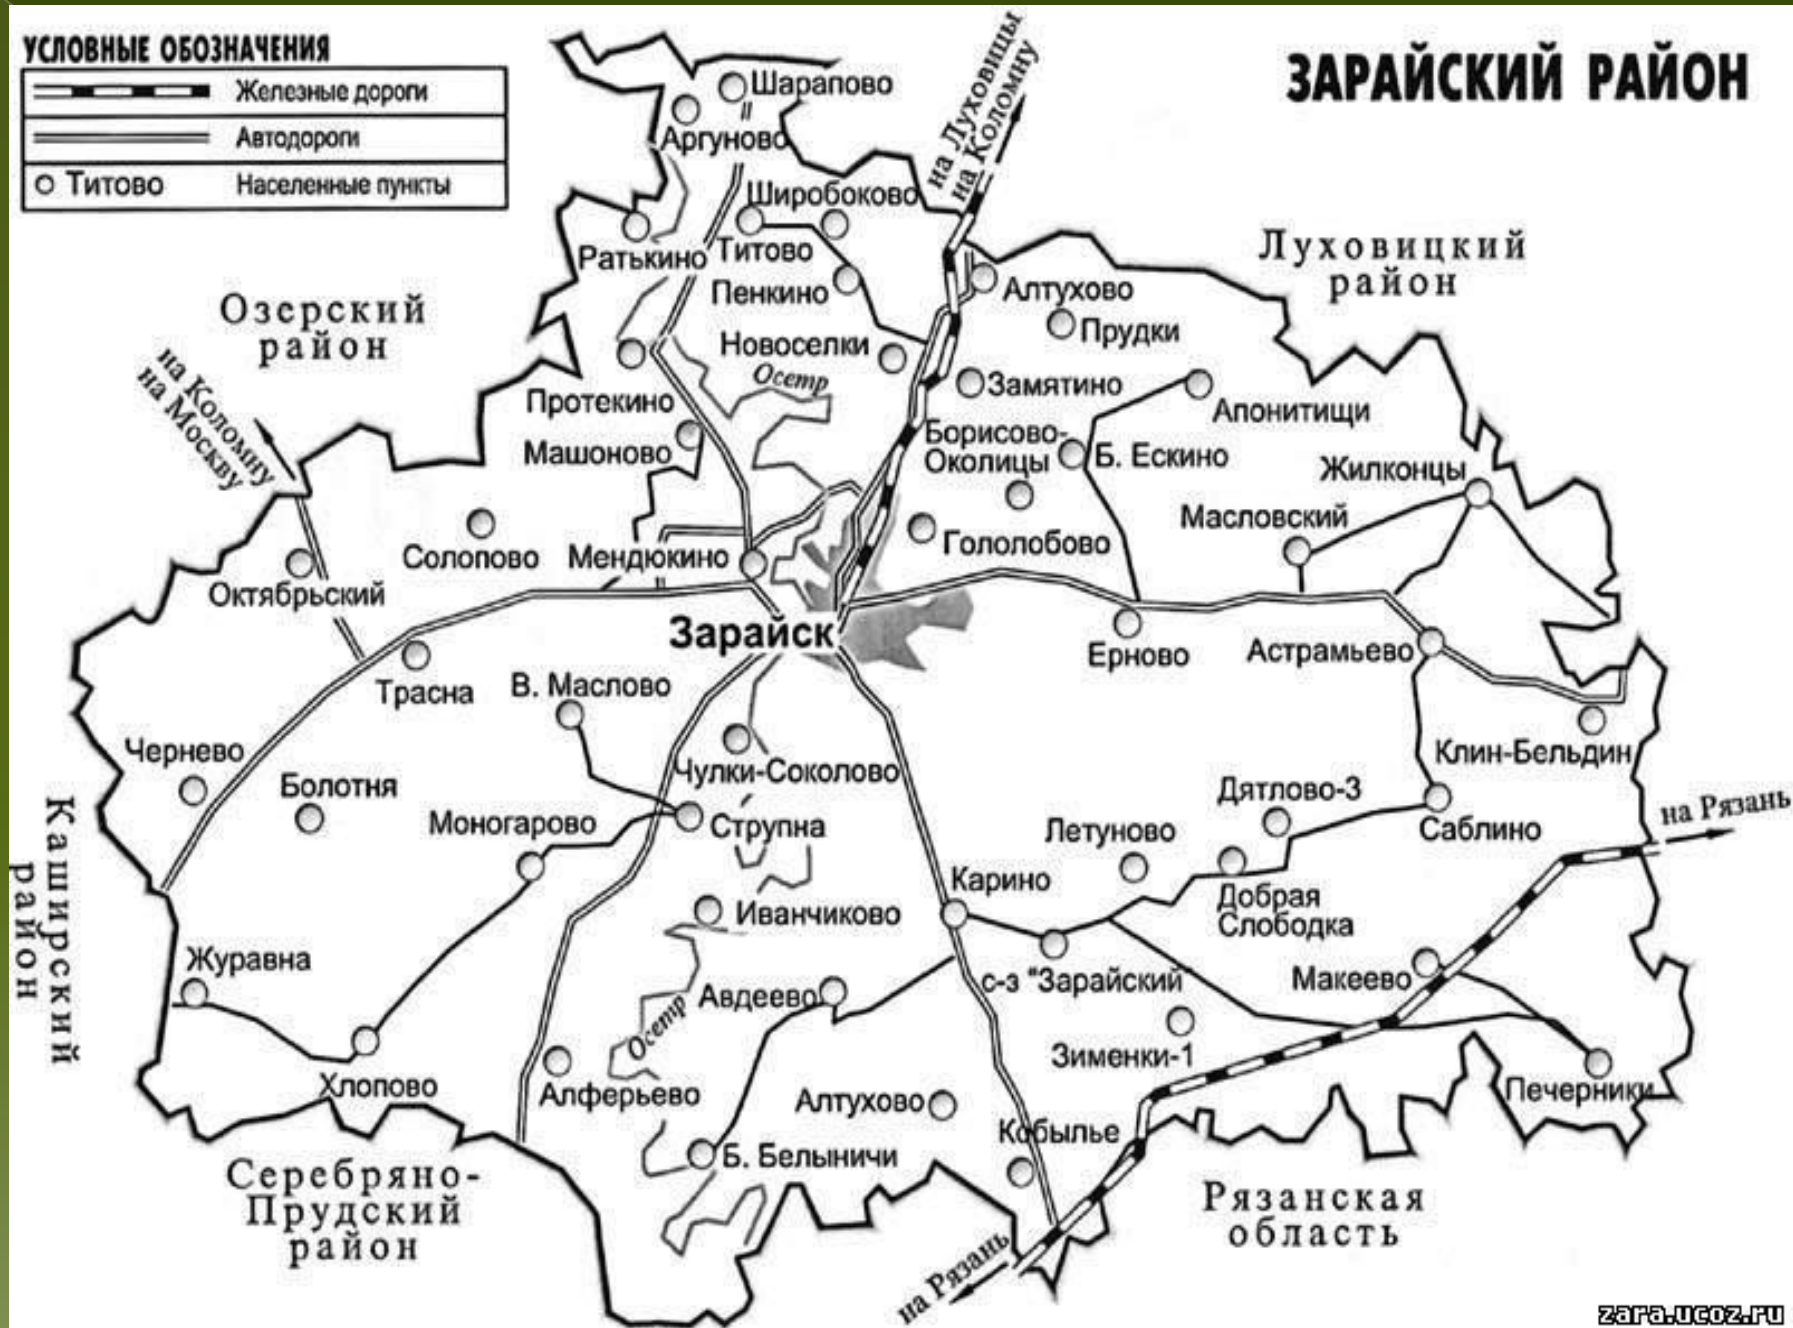 УСЛОВНЫЕ ОБОЗНАЧЕНИЯ
Железные дороги
Автодороги
Титово
Населенные пункты
ЗАРАЙСКИЙ РАЙОН
на Луховицы
на Коломну
Шарапово
Аргуново
Широбоково
Ратькино
Титово
Пенкино
Алтухово
Прудки
Луховицкий
район
Озерский
район
на Коломну
на Москву
Новоселки
Осетр
Замятино
Протекино
Апонитищи
Машоново
Борисово-
Околицы
Б. Ескино
Жилконцы
Масловский
Солопово
Мендюкино
Гололобово
Октябрьский
Зарайск
Ерново
Астрамьево
Трасна
В. Маслово
Чернево
Клин-Бельдин
Болотня
Чулки-Соколово
Дятлово-3
на Рязань
Моногарово
Струпна
Летуново
Саблино
Каширский
район
Карино
Иванчиково
Добрая
Слободка
Журавна
Авдеево
с-з "Зарайский"
Макеево
Осетр
Зименки-1
Хлопово
Алферьево
Алтухово
Печерники
Кобылье
Б. Белыничи
Серебряно-
Прудский
район
Рязанская
область
на Рязань
zara.ucoz.ru